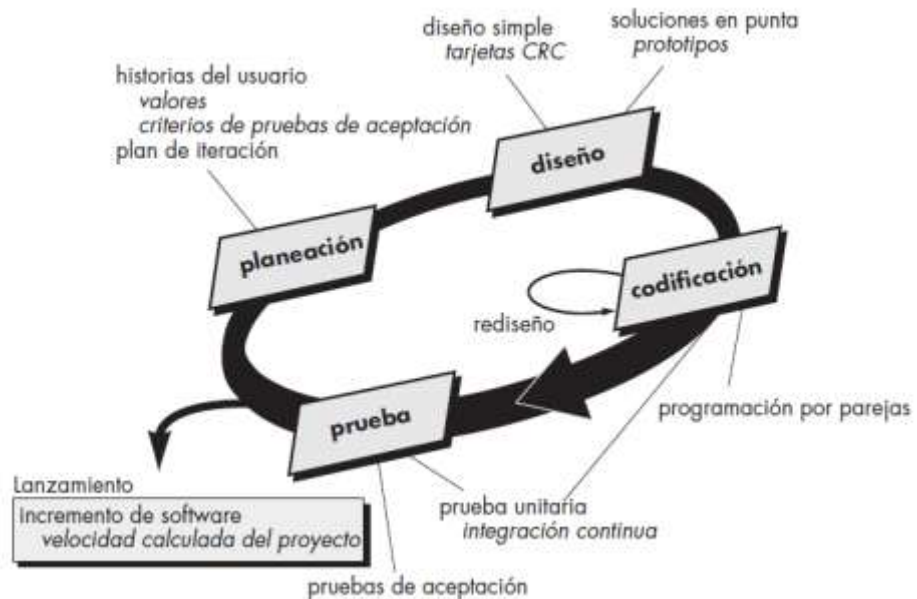 diseño simple
tarjetas CRC
soluciones en punta
prototipos
historias del usuario
valores
criterios de pruebas de aceptación
plan de iteración
diseño
planeación
codificación
rediseño
programación por parejas
prueba
Lanzamiento
incremento de software
velocidad calculada del proyecto
prueba unitaria
integración continua
pruebas de aceptación